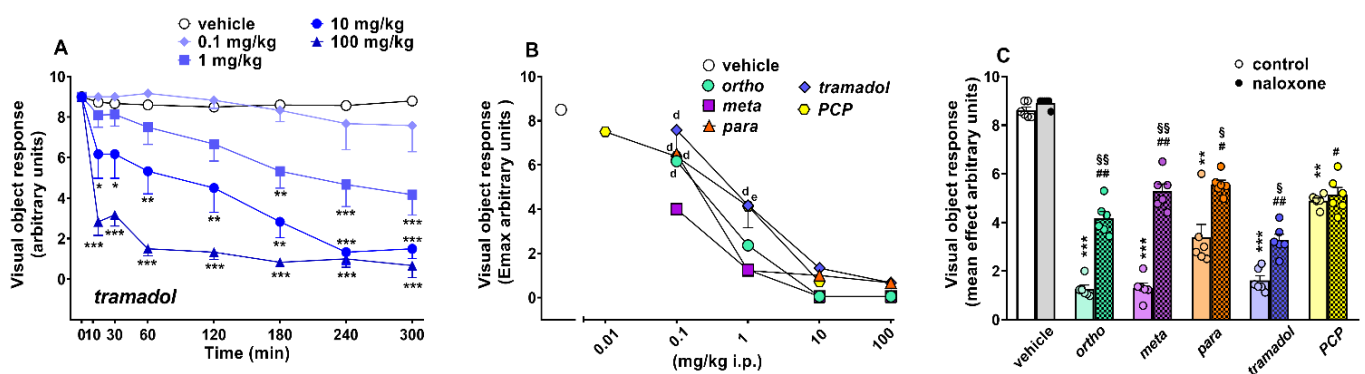 A
vehicle
0.1 mg/kg
1 mg/kg
10 mg/kg
100 mg/kg
Visual object response
(arbitrary units)
10
8
6
4
2
0
*
*
**
**
**
**
***
***
***
***
***
***
***
***
***
***
***
tramadol
010
30
60
120
180
240
300
Time (min)
B
vehicle
ortho
meta
para
tramadol
PCP
Visual object response
(Emax arbitrary units)
10
8
6
4
2
0
d
d
d
d
d
e
0.01
0.1
1
10
100
(mg/kg i.p.)
C
control
naloxone
Visual object response
(mean effect arbitrary units)
10
8
6
4
2
0
***
§§
##
***
§§
##
**
§
#
***
§
##
**
#
vehicle
ortho
meta
para
tramadol
PCP